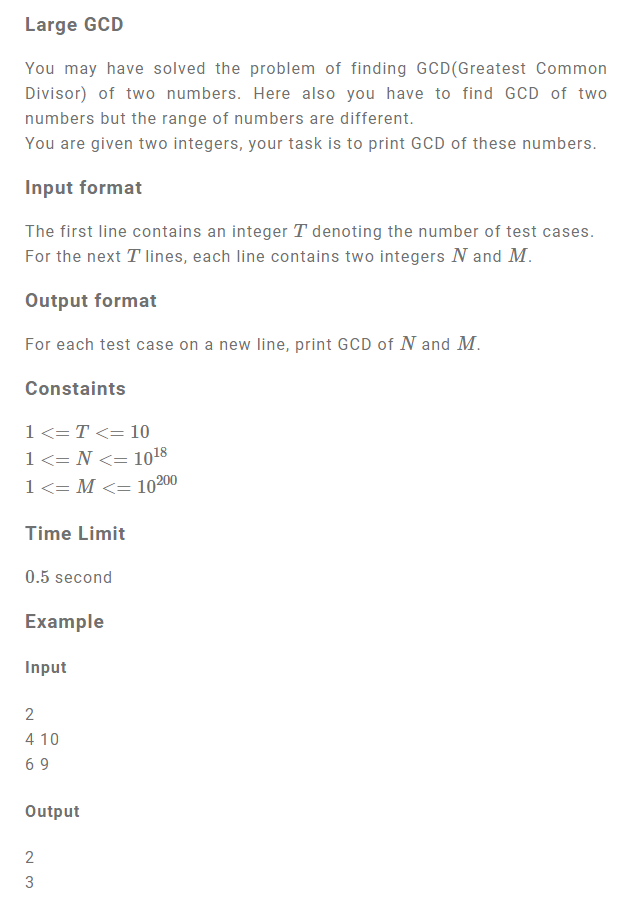 Large GCD
You may have solved the problem of finding GCD(Greatest Common
Divisor) of two numbers. Here also you have to find GCD of two
numbers but the range of numbers are different.
You are given two integers, your task is to print GCD of these numbers.
Input format
The first line contains an integer T denoting the number of test cases.
For the next T lines, each line contains two integers N and M.
Output format
For each test case on a new line, print GCD of N and M.
Constaints
1 <= T <= 10
1 <= N <= 10^18
1 <= M <= 10^200
Time Limit
0.5 second
Example
Input
2
4 10
6 9
Output
2
3